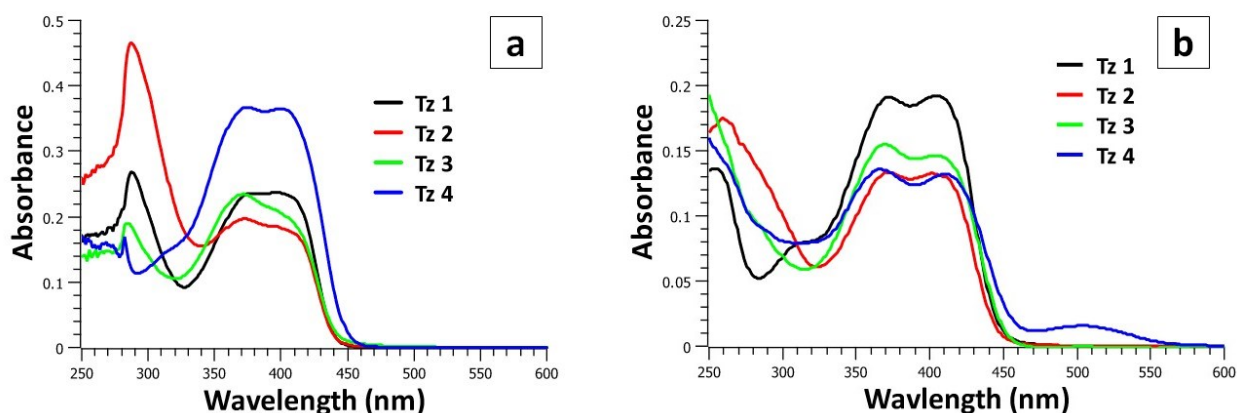 a
0.5
0.4
0.3
0.2
0.1
0
Absorbance
Tz 1
Tz 2
Tz 3
Tz 4
250 300 350 400 450 500 550 600
Wavelength (nm)
b
0.25
0.2
0.15
0.1
0.05
0
Absorbance
Tz 1
Tz 2
Tz 3
Tz 4
250 300 350 400 450 500 550 600
Wavlength (nm)